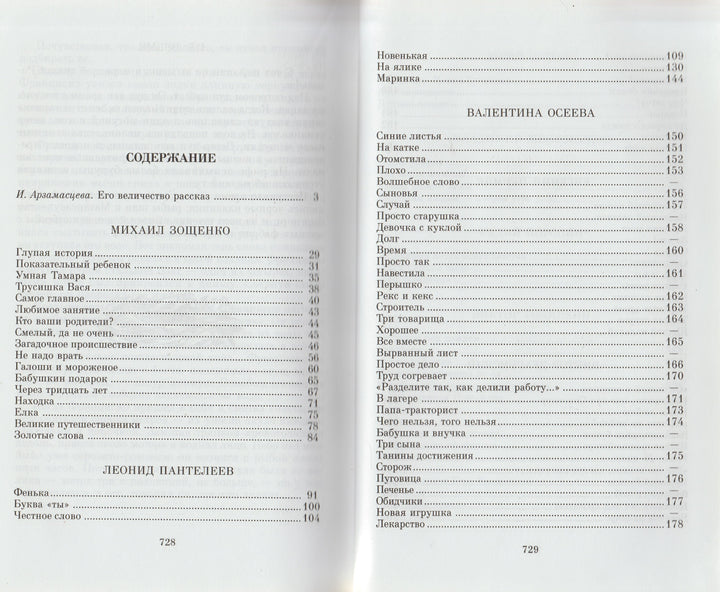 СОДЕРЖАНИЕ
И. Арзамасцева. Его величество рассказ 3
МИХАИЛ ЗОЩЕНКО
Глупая история 29
Показательный ребенок 31
Умная Тамара 35
Трусишка Вася 38
Самое главное 40
Любимое занятие 43
Кто ваши родители? 44
Смелый, да не очень 45
Загадочное происшествие 46
Не надо врать 56
Галоши и мороженое 60
Бабушкин подарок 65
Через тридцать лет 67
Находка 71
Елка 75
Великие путешественники 78
Золотые слова 84
ЛЕОНИД ПАНТЕЛЕЕВ
Фенька 91
Буква «ты» 100
Честное слово 104
728
Новенькая 109
На ялике 130
Маринка 144
ВАЛЕНТИНА ОСЕЕВА
Синие листья 150
На катке 151
Отомстила 152
Плохо 153
Волшебное слово —
Сыновья 156
Случай 157
Просто старушка —
Девочка с куклой 158
Долг —
Время 160
Просто так —
Навестила 161
Перышко —
Рекс и кекс 162
Строитель 163
Три товарища 164
Хорошее —
Все вместе 165
Вырванный лист —
Простое дело 166
Труд согревает 170
«Разделите так, как делили работу...» —
В лагере 171
Папа-тракторист 173
Чего нельзя, того нельзя 174
Бабушка и внучка —
Три сына —
Танины достижения 175
Сторож —
Пуговица 176
Печенье —
Обидчики 177
Новая игрушка —
Лекарство 178
729